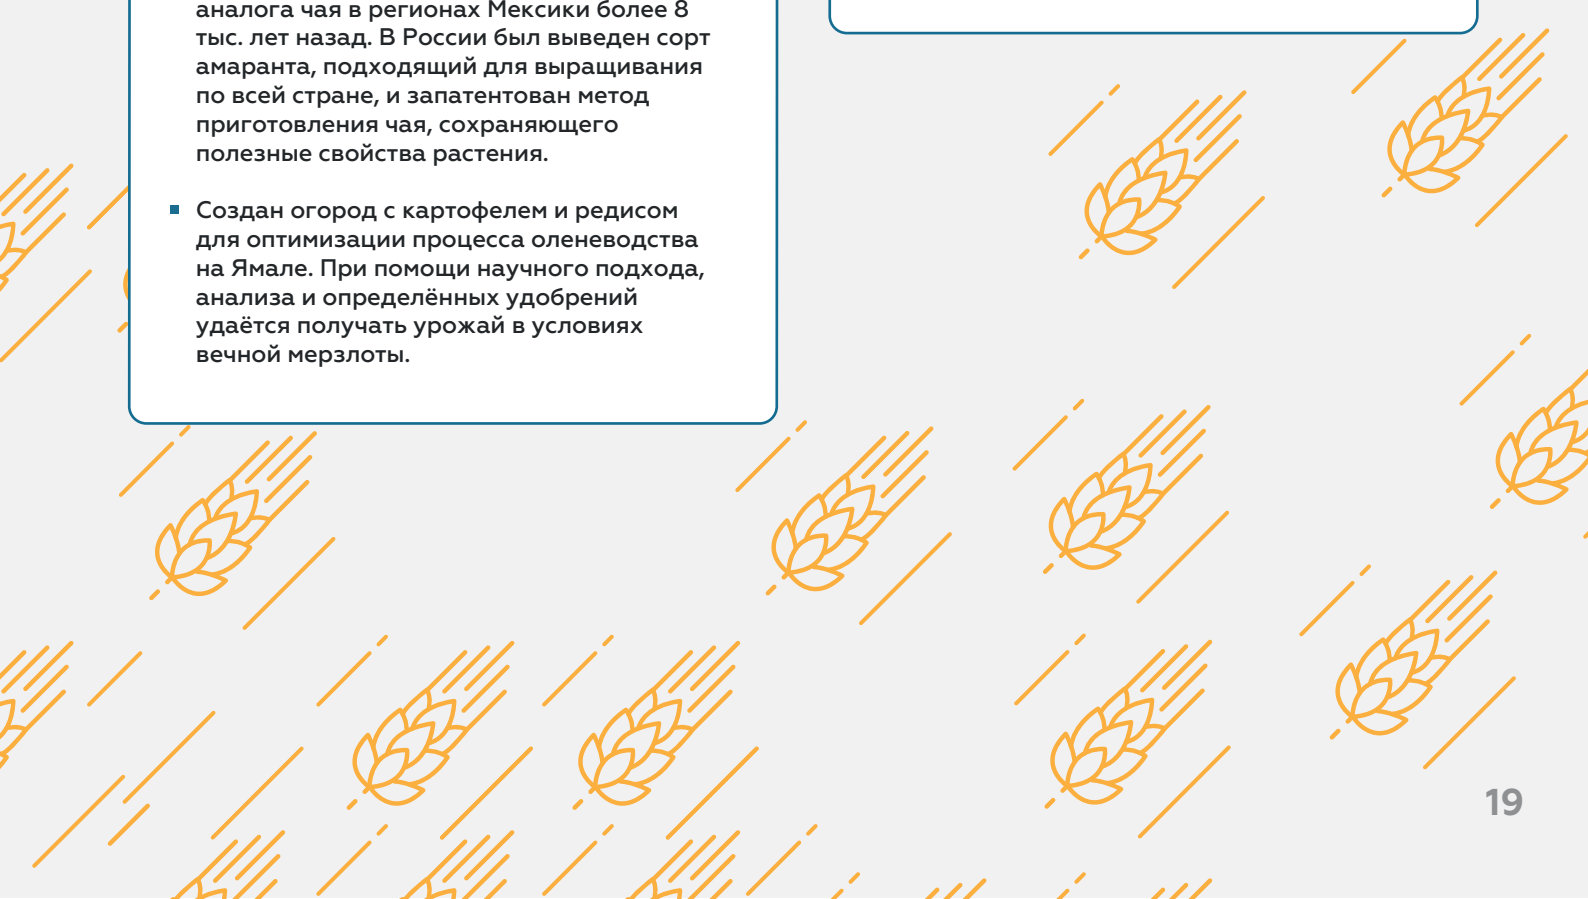 аналога чая в регионах Мексики более 8
тыс. лет назад. В России был выведен сорт
амаранта, подходящий для выращивания
по всей стране, и запатентован метод
приготовления чая, сохраняющего
полезные свойства растения.
Создан огород с картофелем и редисом
для оптимизации процесса оленеводства
на Ямале. При помощи научного подхода,
анализа и определённых удобрений
удаётся получать урожай в условиях
вечной мерзлоты.
19